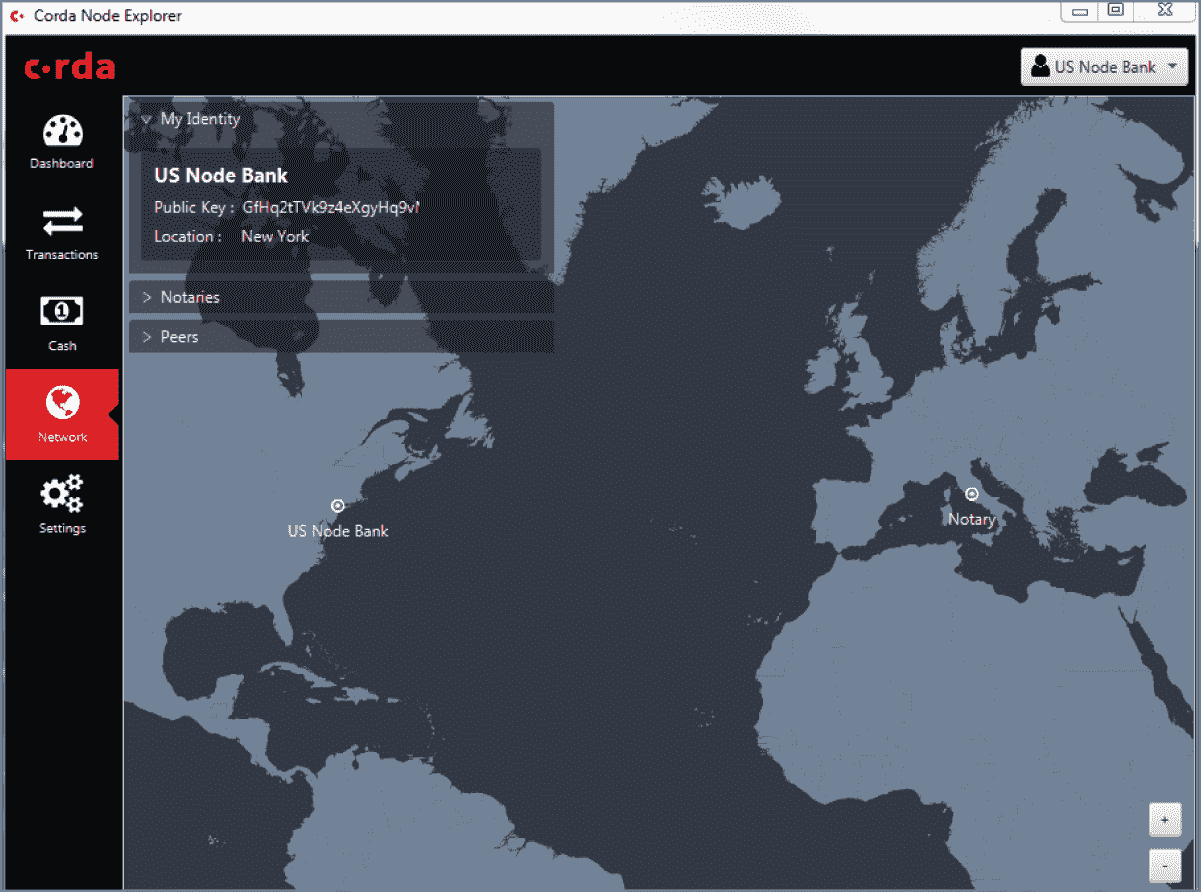 Corda Node Explorer
c·rda
US Node Bank
Dashboard
Transactions
Cash
Network
Settings
My Identity
US Node Bank
Public Key : GfHq2tTVk9z4eXgyHq9v
Location : New York
> Notaries
> Peers
US Node Bank
Notary
+
-